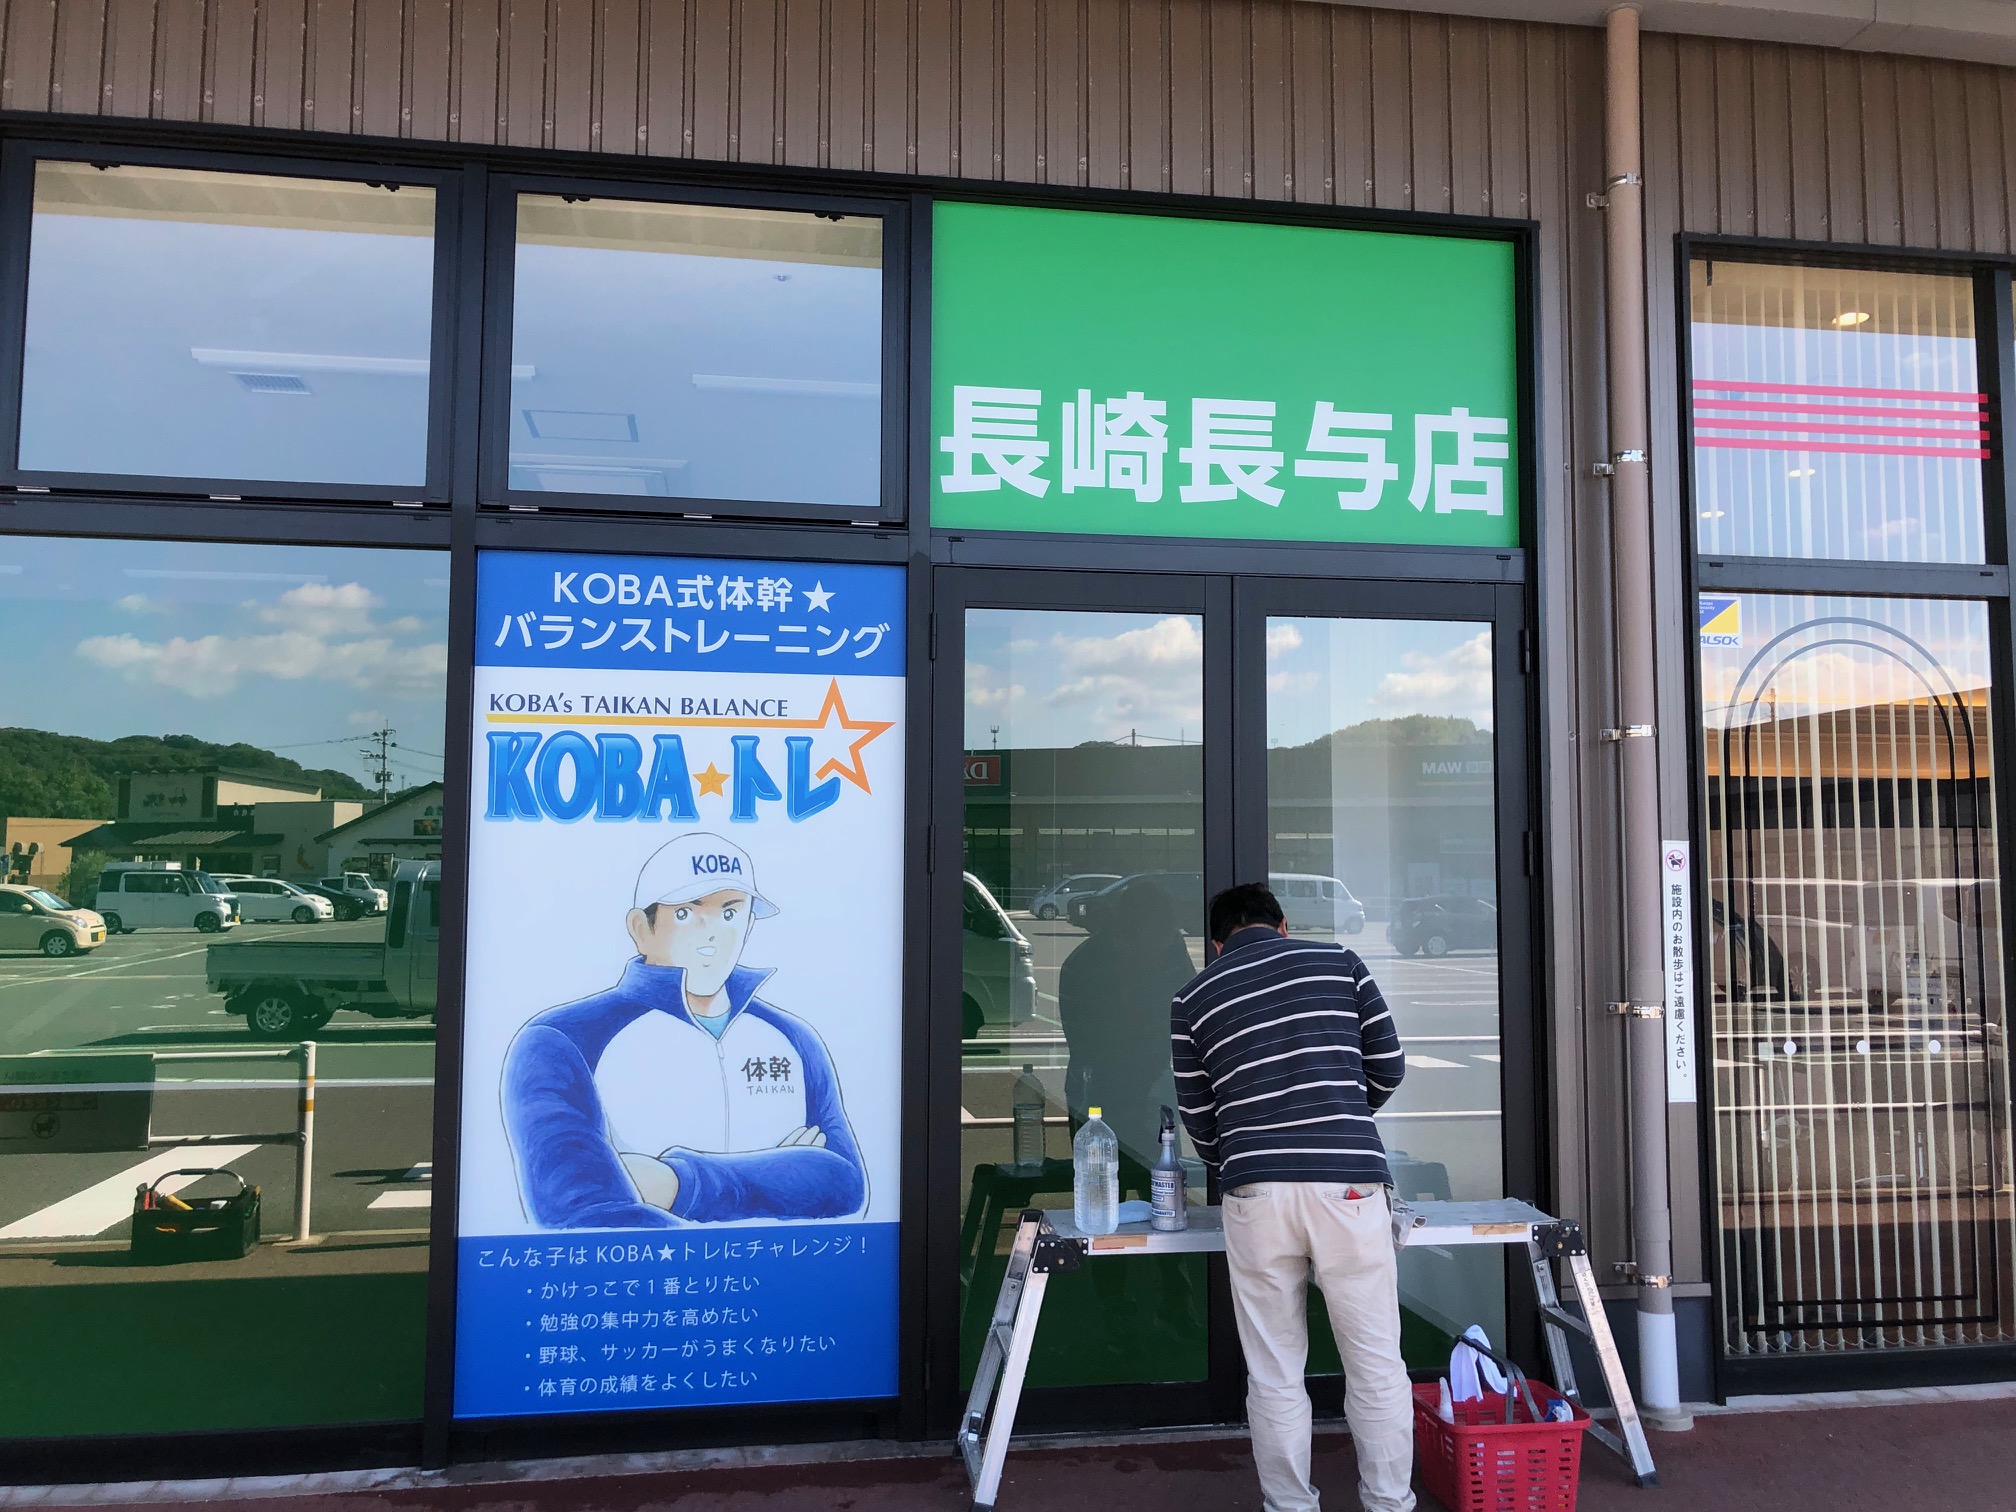 長崎長与店
KOBA式体幹★
バランストレーニング
KOBA's TAIKAN BALANCE
KOBA★トレ
KOBA
体幹
TAIKAN
こんな子はKOBA★トレにチャレンジ！
・かけっこで1番とりたい
・勉強の集中力を高めたい
・野球、サッカーがうまくなりたい
・体育の成績をよくしたい
ALSOK
施設内のお散歩はご遠慮ください。